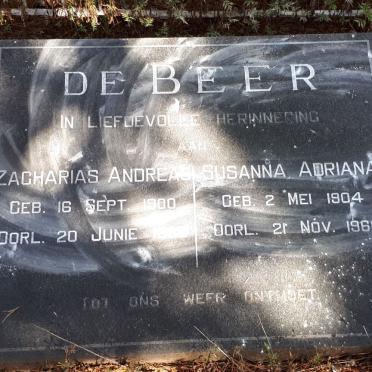 DE BEER
IN LIEFDEVOLLE HERINNERING
AAN
ZACHARIAS ANDREAS SUSANNA ADRIANA
GEB. 16 SEPT. 1900 GEB. 2 MEI 1904
OORL. 20 JUNIE OORL. 21 NOV.
TOT ONS WEER ONTMOET